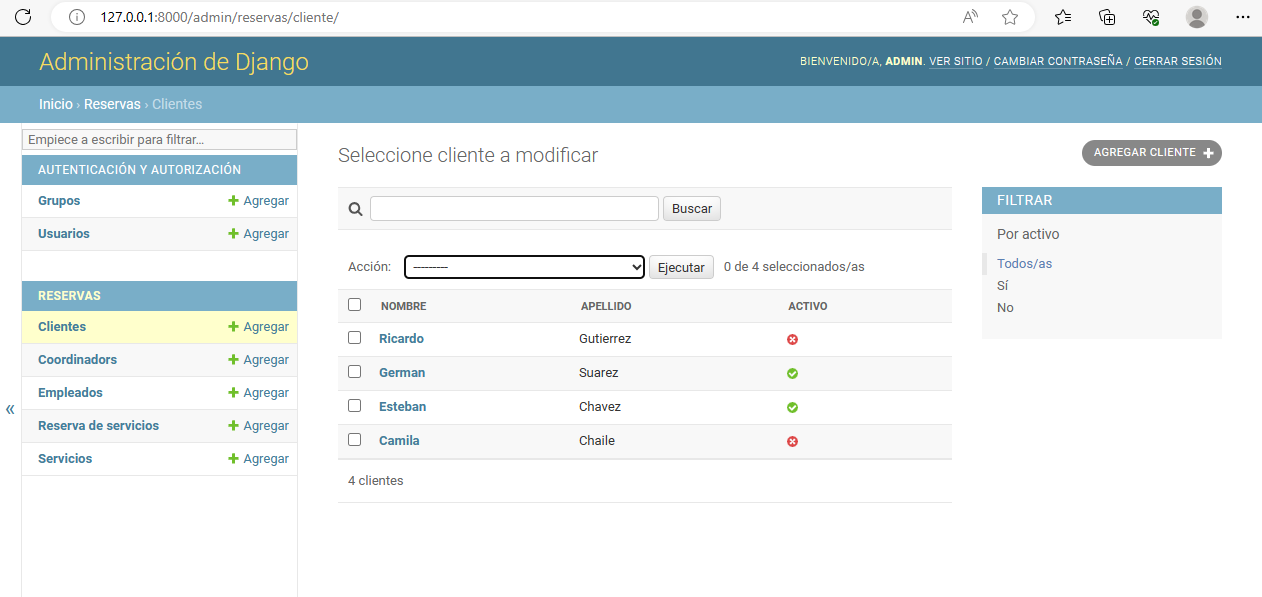 127.0.0.1:8000/admin/reservas/cliente/
Administración de Django
BIENVENIDO/A, ADMIN. VER SITIO / CAMBIAR CONTRASEÑA / CERRAR SESIÓN
Inicio › Reservas › Clientes
Empiece a escribir para filtrar...
AUTENTICACIÓN Y AUTORIZACIÓN
Grupos + Agregar
Usuarios + Agregar
RESERVAS
Clientes + Agregar
Coordinadors + Agregar
Empleados + Agregar
Reserva de servicios + Agregar
Servicios + Agregar
«
Seleccione cliente a modificar
AGREGAR CLIENTE +
Buscar
Acción: --------- Ejecutar 0 de 4 seleccionados/as
NOMBRE APELLIDO ACTIVO
Ricardo Gutierrez
German Suarez
Esteban Chavez
Camila Chaile
4 clientes
FILTRAR
Por activo
Todos/as
Sí
No